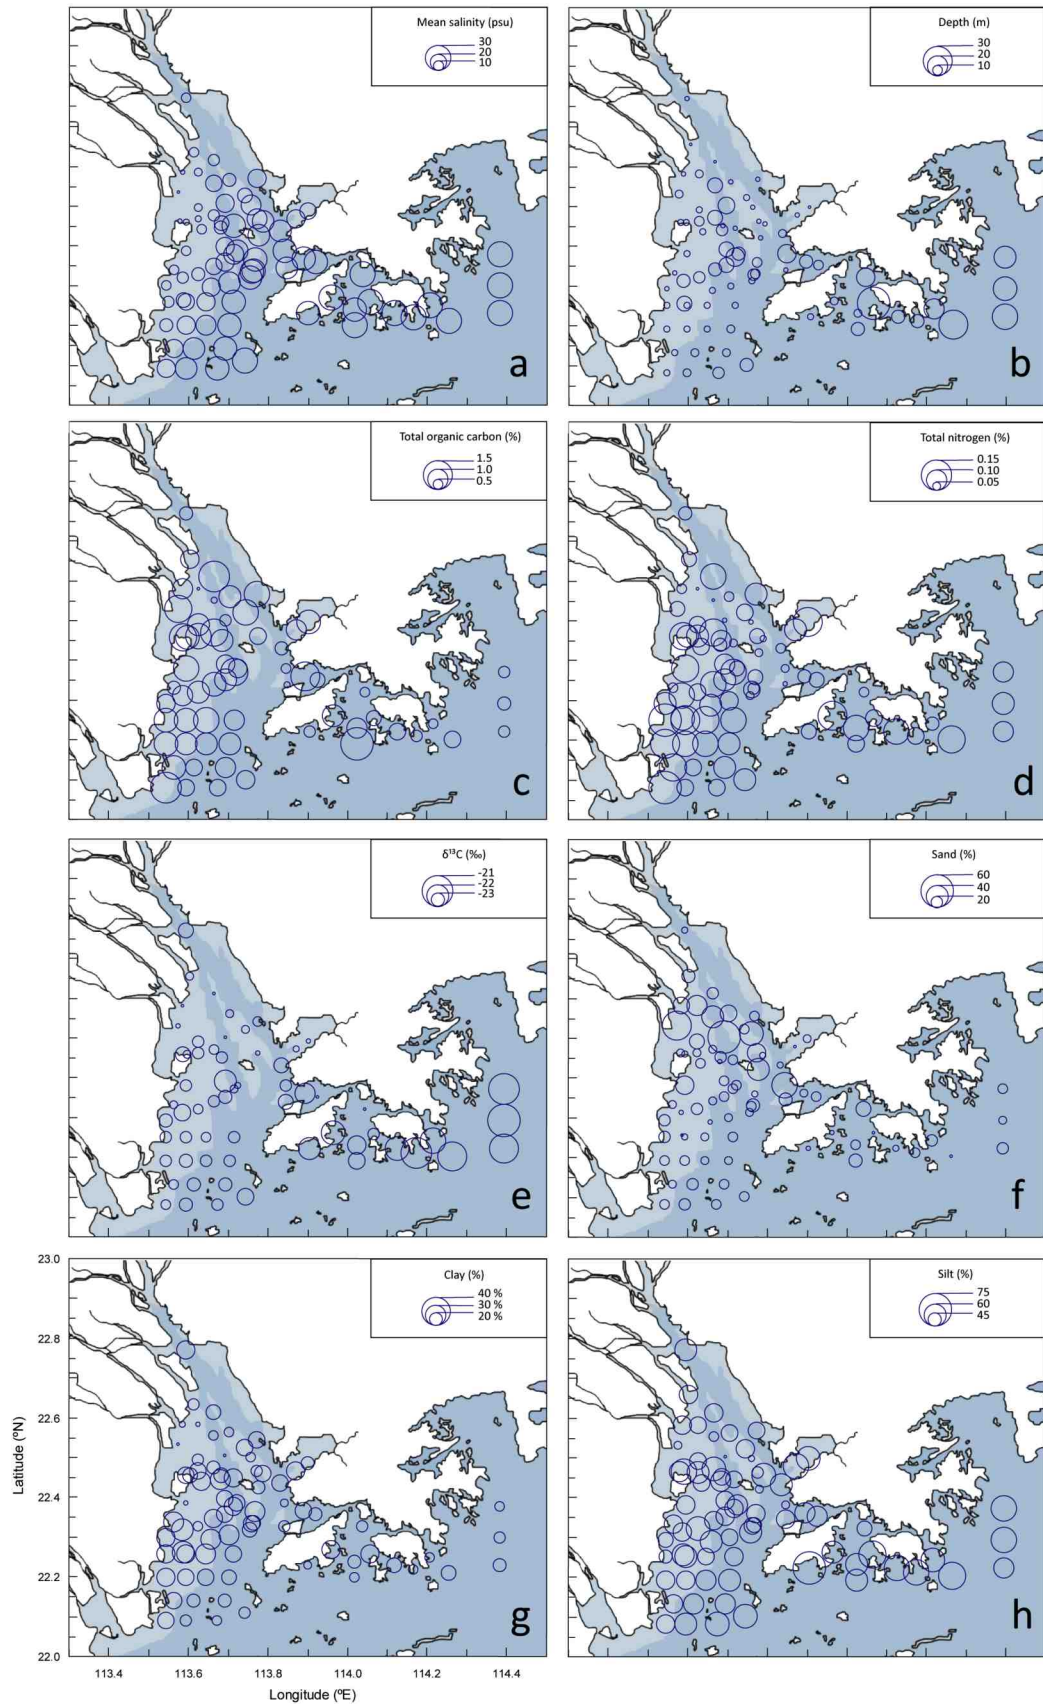 Mean salinity (psu)
30
20
10
a
Depth (m)
30
20
10
b
Total organic carbon (%)
1.5
1.0
0.5
c
Total nitrogen (%)
0.15
0.10
0.05
d
δ¹³C (‰)
-21
-22
-23
e
Sand (%)
60
40
20
f
Clay (%)
40 %
30 %
20 %
g
Silt (%)
75
60
45
h
23.0
22.8
22.6
22.4
22.2
22.0
Latitude (ºN)
113.4 113.6 113.8 114.0 114.2 114.4
Longitude (ºE)